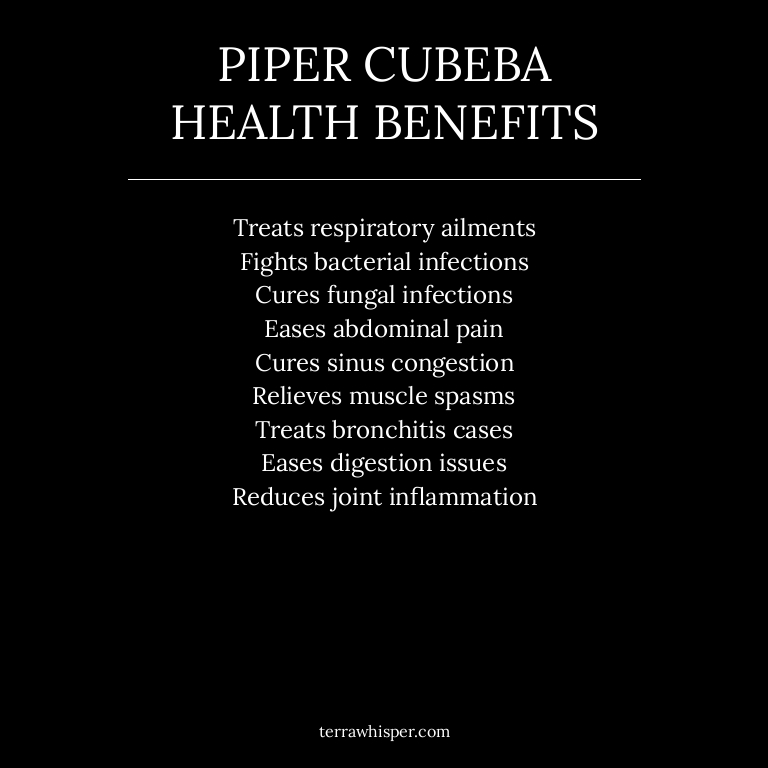 PIPER CUBEBA
HEALTH BENEFITS
Treats respiratory ailments
Fights bacterial infections
Cures fungal infections
Eases abdominal pain
Cures sinus congestion
Relieves muscle spasms
Treats bronchitis cases
Eases digestion issues
Reduces joint inflammation
terrawhisper.com